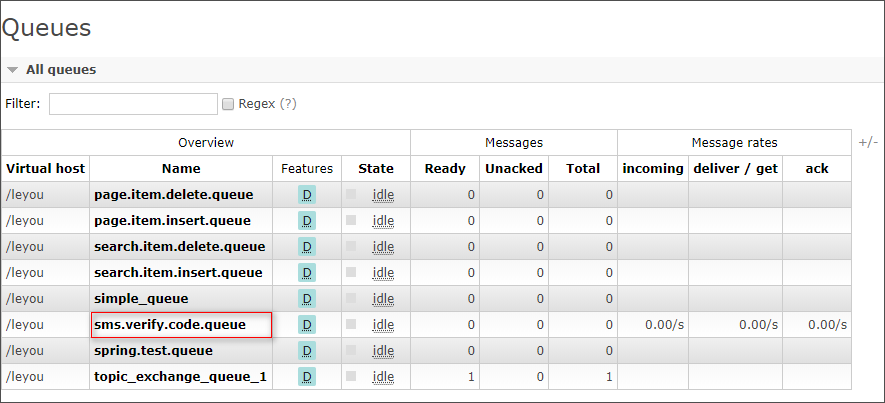 Queues
All queues
Filter: Regex (?)
Overview Messages Message rates +/-
Virtual host Name Features State Ready Unacked Total incoming deliver / get ack
/leyou page.item.delete.queue D idle 0 0 0
/leyou page.item.insert.queue D idle 0 0 0
/leyou search.item.delete.queue D idle 0 0 0
/leyou search.item.insert.queue D idle 0 0 0
/leyou simple_queue D idle 0 0 0
/leyou sms.verify.code.queue D idle 0 0 0 0.00/s 0.00/s 0.00/s
/leyou spring.test.queue D idle 0 0 0
/leyou topic_exchange_queue_1 D idle 1 0 1